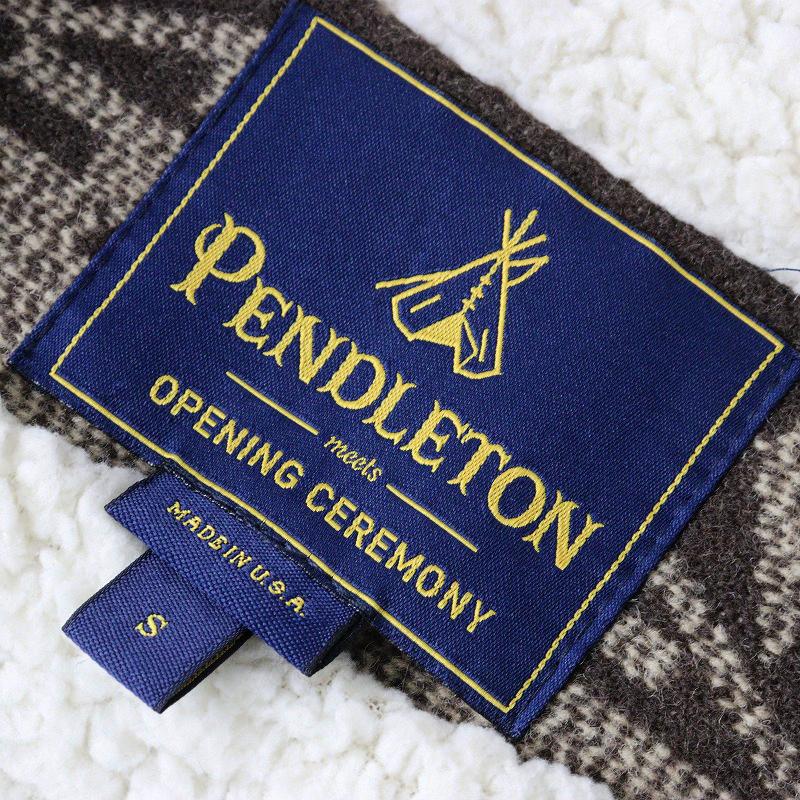 PENDLETON
meets
OPENING CEREMONY
MADE IN U.S.A.
S